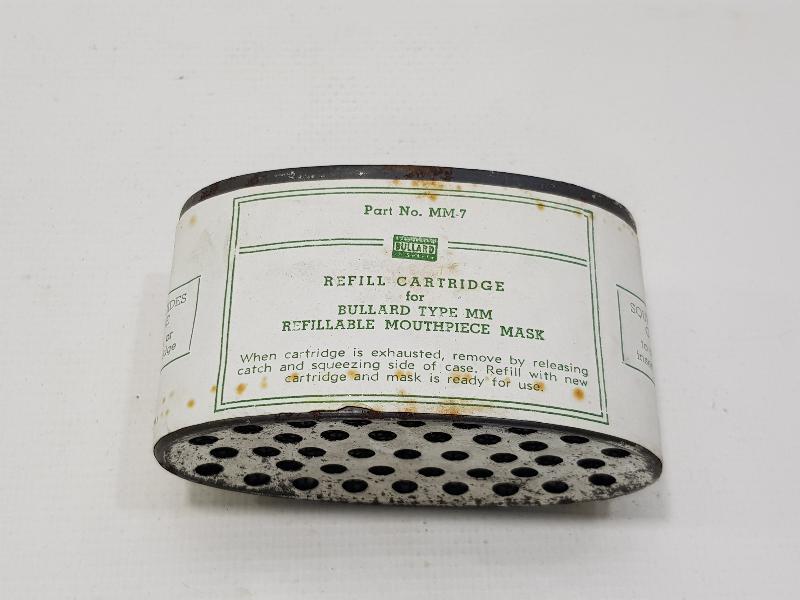 Part No. MM-7
BULLARD
REFILL CARTRIDGE
for
BULLARD TYPE MM
REFILLABLE MOUTHPIECE MASK
When cartridge is exhausted, remove by releasing
catch and squeezing side of case. Refill with new
cartridge and mask is ready for use.